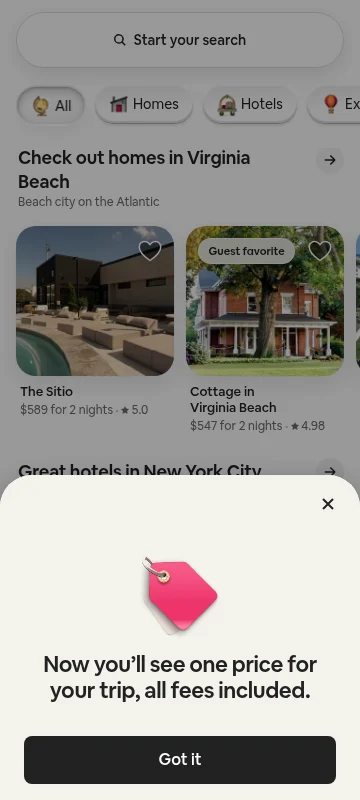 Start your search
All
Homes
Hotels
Ex
Check out homes in Virginia
Beach
Beach city on the Atlantic
Guest favorite
The Sitio
$589 for 2 nights · ★ 5.0
Cottage in
Virginia Beach
$547 for 2 nights · ★ 4.98
Great hotels in New York City
Now you’ll see one price for
your trip, all fees included.
Got it